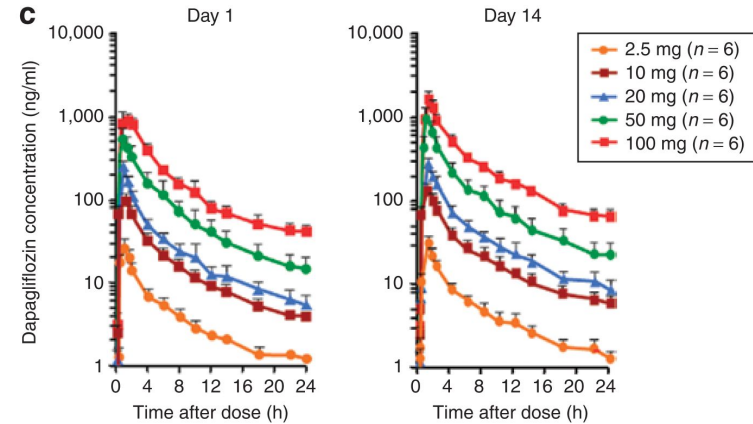 c
Day 1
Day 14
Dapagliflozin concentration (ng/ml)
10,000
1,000
100
10
1
0 4 8 12 16 20 24
Time after dose (h)
10,000
1,000
100
10
1
0 4 8 12 16 20 24
Time after dose (h)
2.5 mg (n = 6)
10 mg (n = 6)
20 mg (n = 6)
50 mg (n = 6)
100 mg (n = 6)